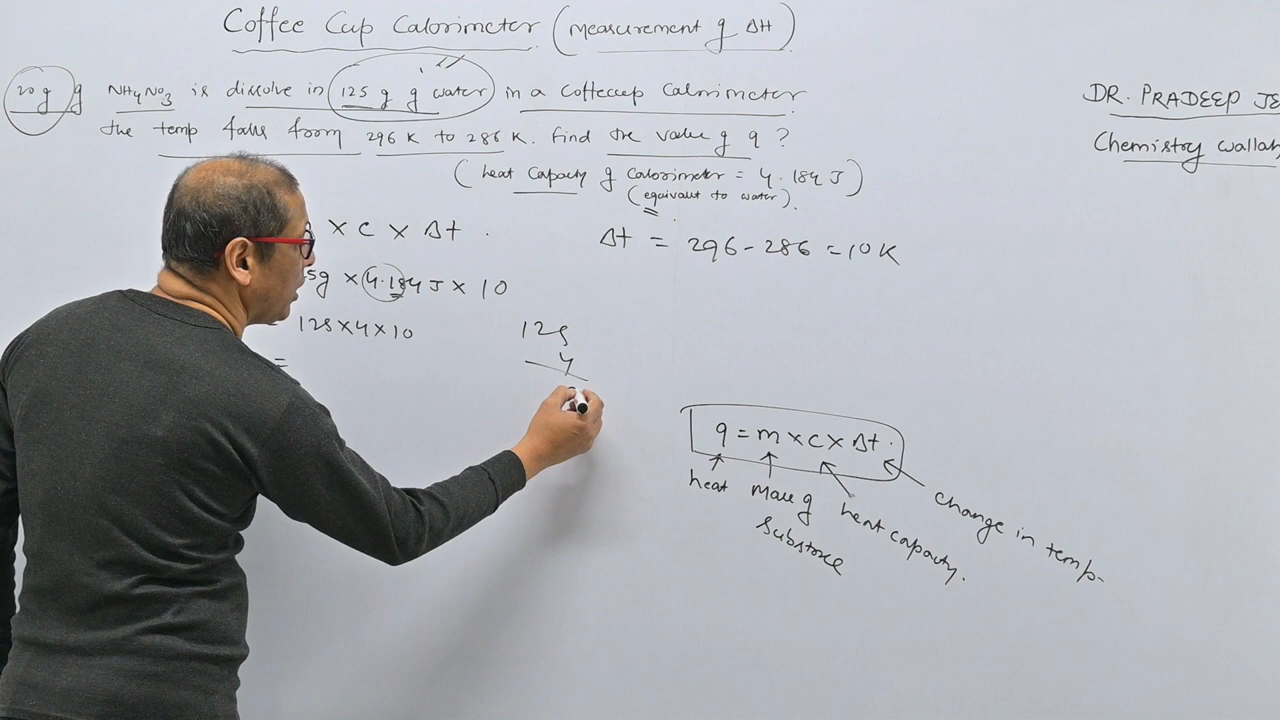 Coffee Cup Calorimeter (measurement of ΔH)
20 g of NH4NO3 is dissolve in 125 g of water in a Coffeecup Calorimeter
the temp falls from 296 K to 286 K. find the value of q ?
(heat Capacity of Calorimeter = 4.184 J)
(equivalent to water).
DR. PRADEEP JE
Chemistry wallah
× c × Δt .
Δt = 296 - 286 = 10 K
5g × 4.184 J × 10
125 × 4 × 10
=
125
4
q = m × c × Δt .
heat
Mass of substance
heat capacity.
change in temp-